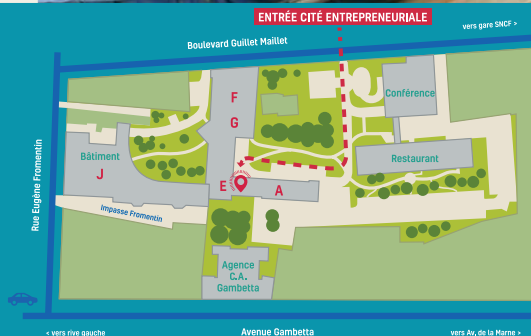 ENTRÉE CITÉ ENTREPRENEURIALE
vers gare SNCF >
Boulevard Guillet Maillet
F
G
Conférence
Bâtiment
J
Restaurant
E
A
Rue Eugène Fromentin
Impasse Fromentin
Agence
C.A.
Gambetta
< vers rive gauche
Avenue Gambetta
vers Av, de la Marne >